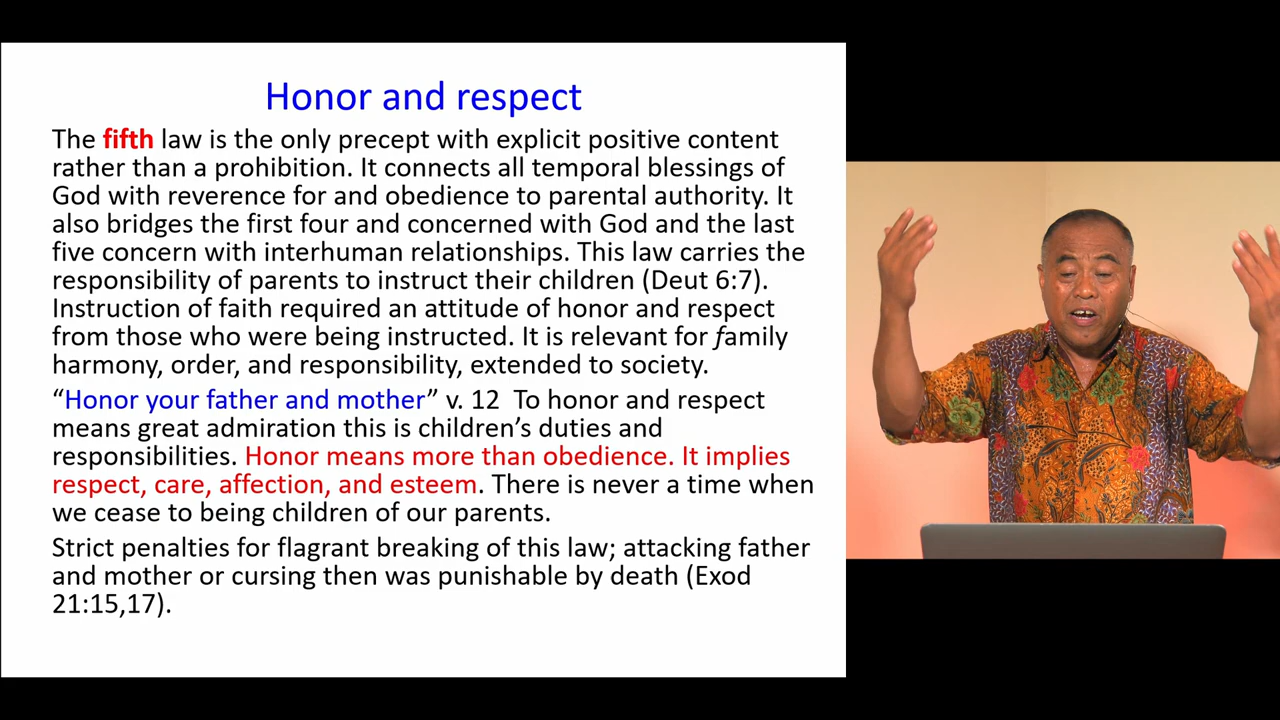 Honor and respect
The fifth law is the only precept with explicit positive content
rather than a prohibition. It connects all temporal blessings of
God with reverence for and obedience to parental authority. It
also bridges the first four and concerned with God and the last
five concern with interhuman relationships. This law carries the
responsibility of parents to instruct their children (Deut 6:7).
Instruction of faith required an attitude of honor and respect
from those who were being instructed. It is relevant for family
harmony, order, and responsibility, extended to society.
“Honor your father and mother” v. 12 To honor and respect
means great admiration this is children’s duties and
responsibilities. Honor means more than obedience. It implies
respect, care, affection, and esteem. There is never a time when
we cease to being children of our parents.
Strict penalties for flagrant breaking of this law; attacking father
and mother or cursing then was punishable by death (Exod
21:15,17).